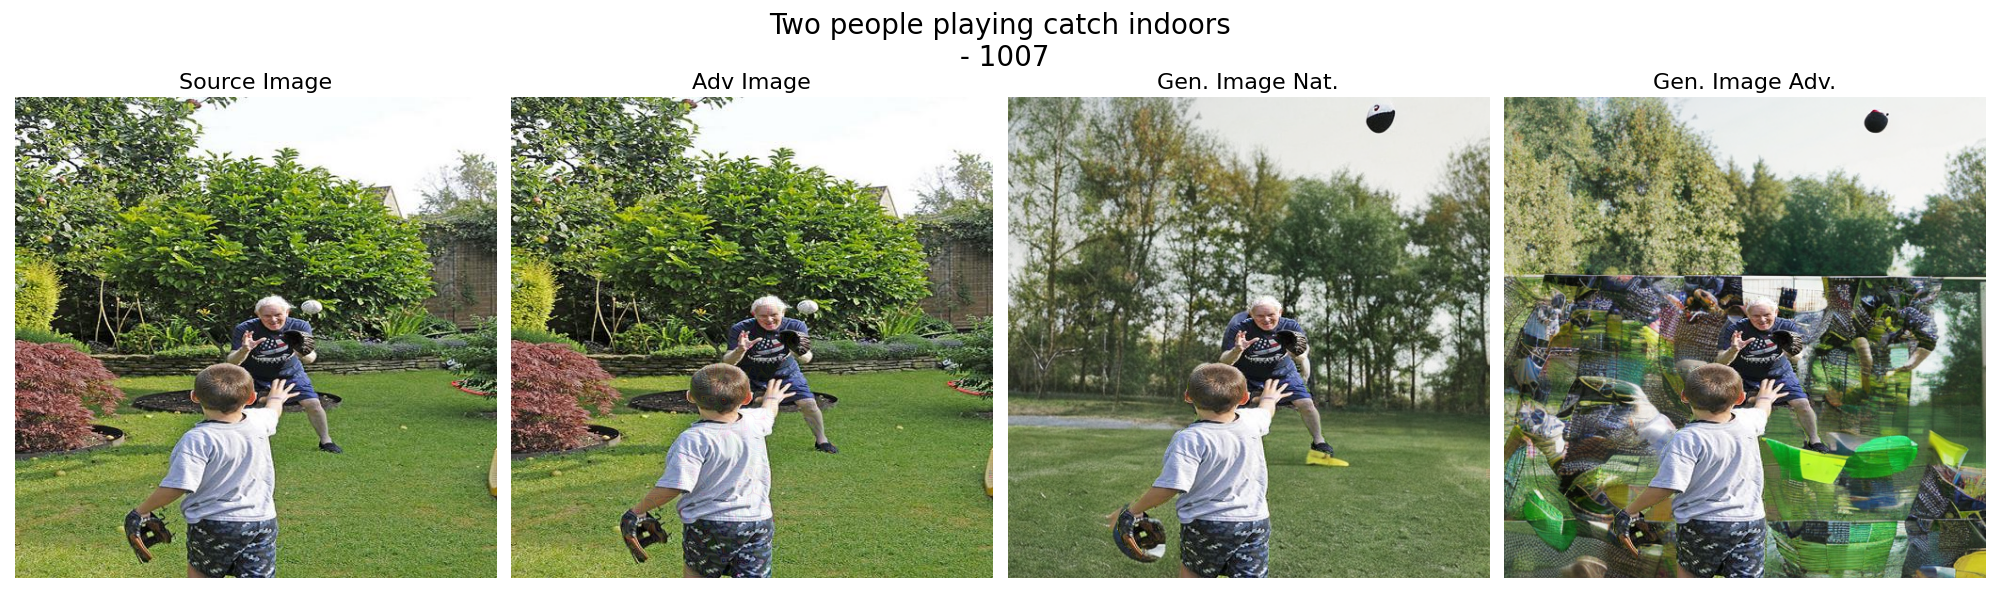 Two people playing catch indoors
- 1007
Source Image
Adv Image
Gen. Image Nat.
Gen. Image Adv.